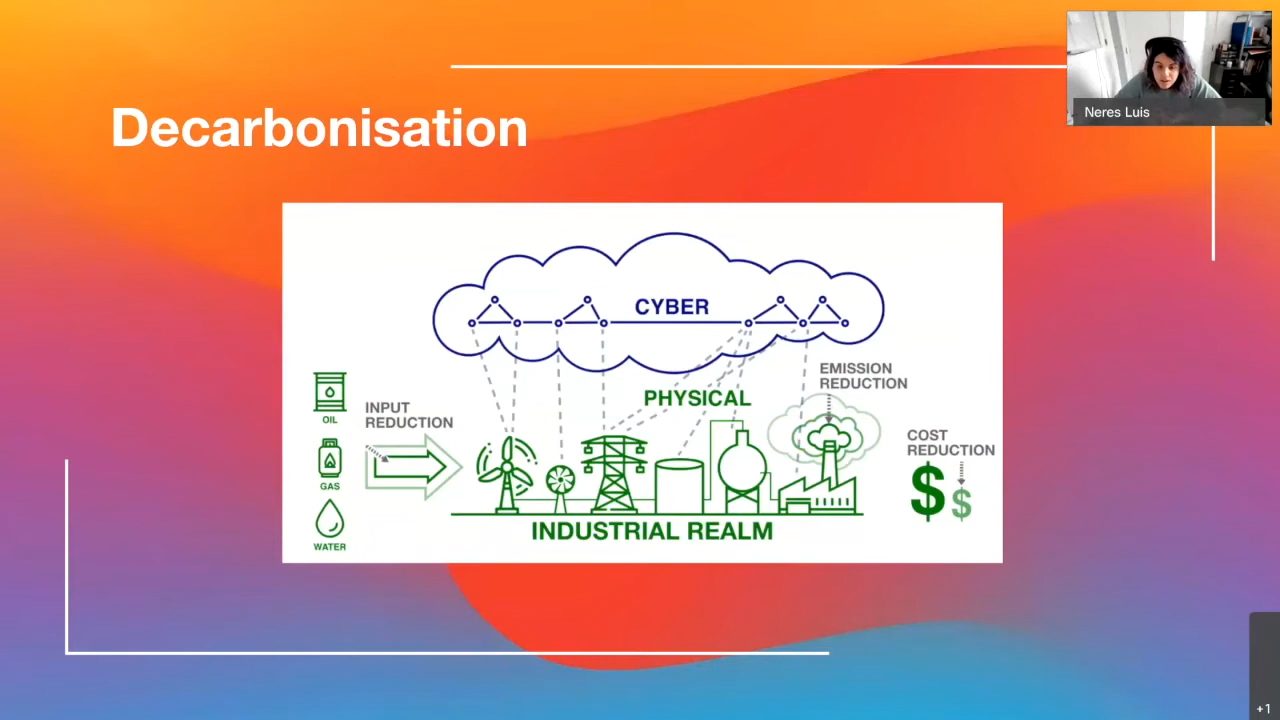 Decarbonisation
Neres Luis
CYBER
PHYSICAL
EMISSION
REDUCTION
INPUT
REDUCTION
COST
REDUCTION
OIL
GAS
WATER
$ $
INDUSTRIAL REALM
+1